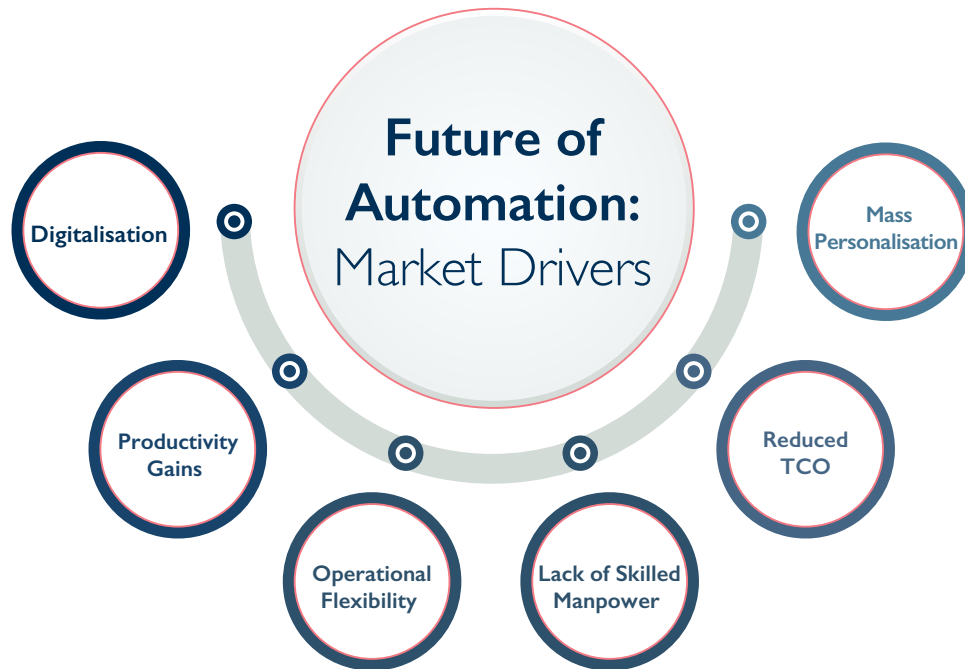 Future of
Automation:
Market Drivers
Digitalisation
Productivity
Gains
Operational
Flexibility
Lack of Skilled
Manpower
Reduced
TCO
Mass
Personalisation